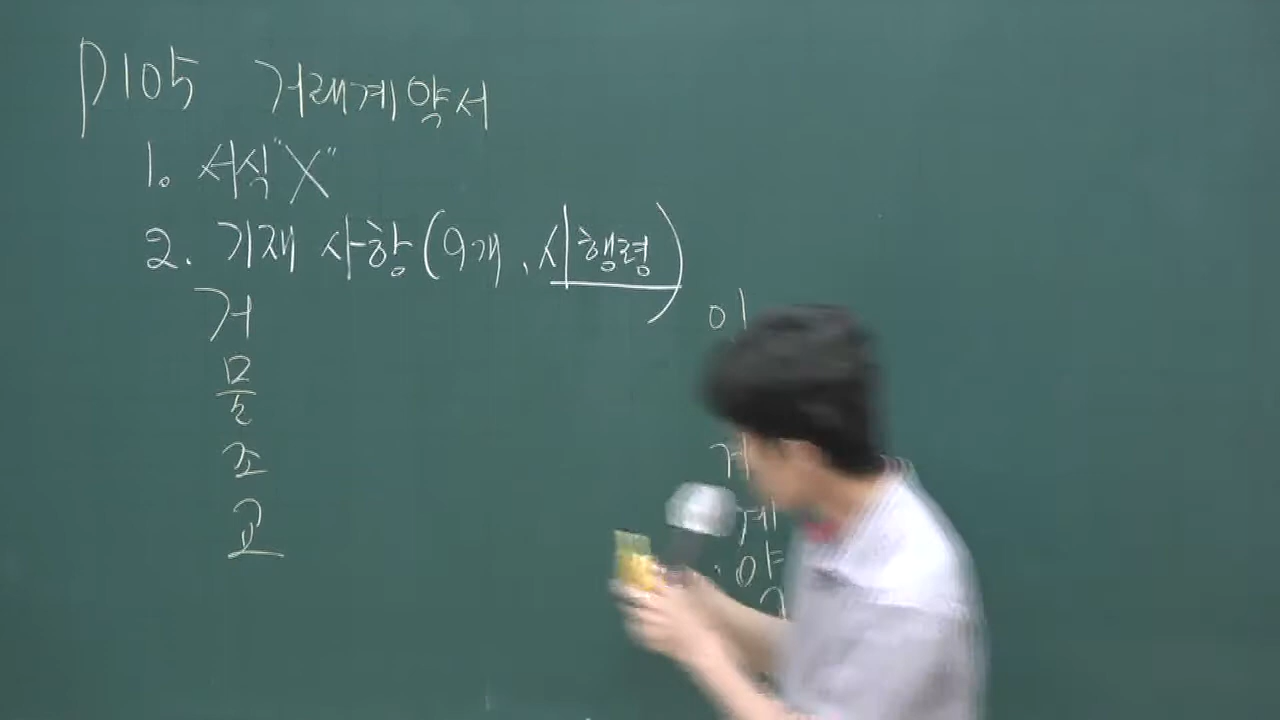 p105 거래계약서
1. 서식 "X"
2. 기재 사항 (9개, 시행령)
거
물
조
교
이
거
계
약